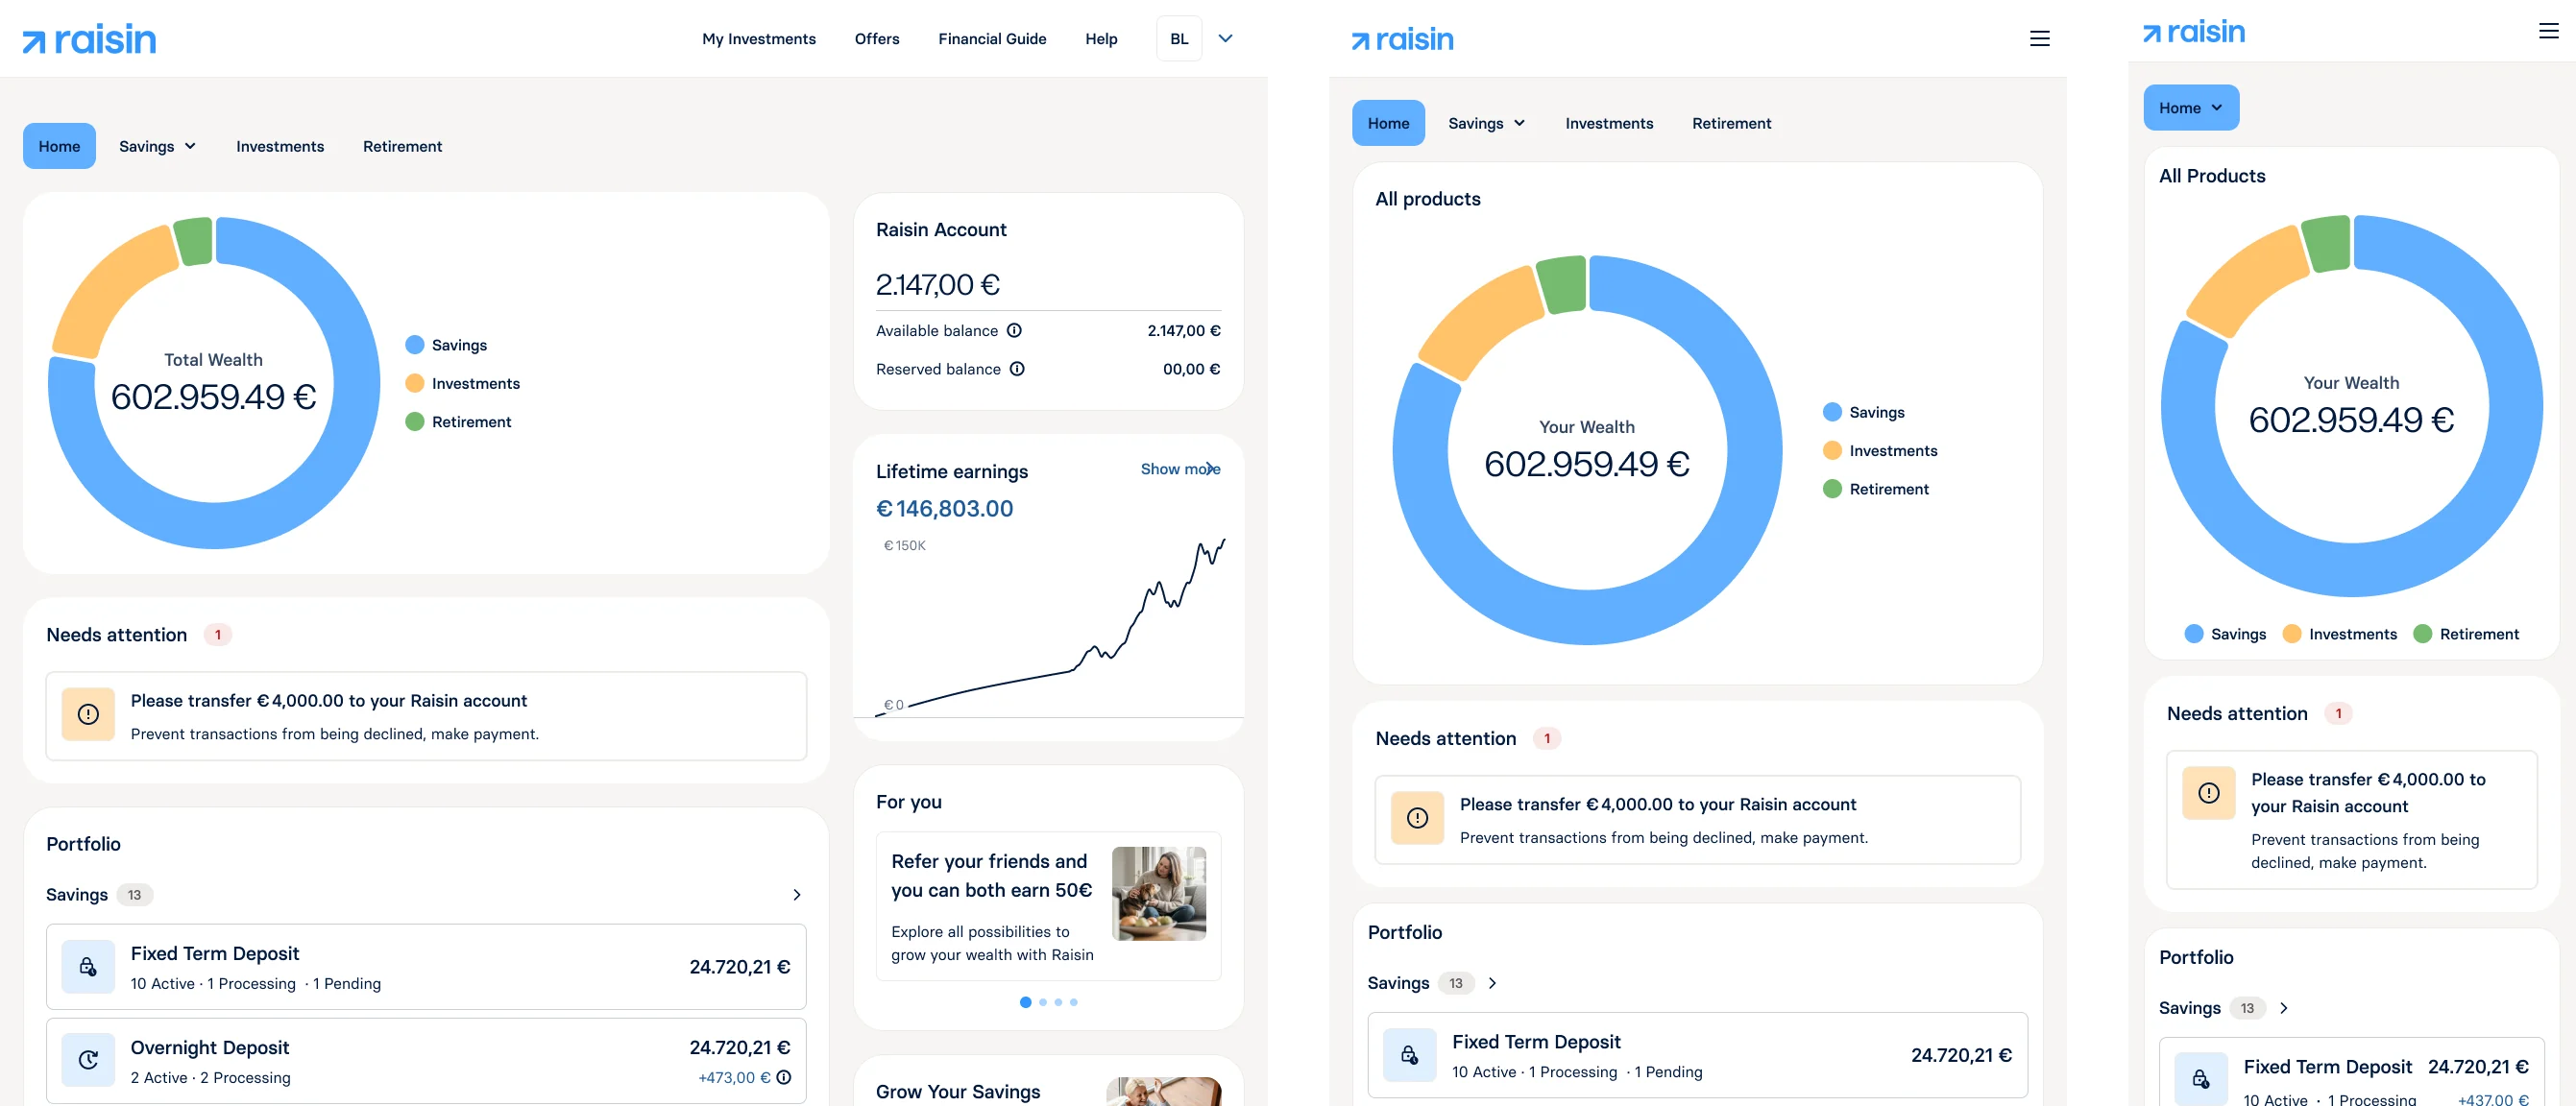 raisin
My Investments
Offers
Financial Guide
Help
BL
Home
Savings
Investments
Retirement
Total Wealth
602.959.49 €
Savings
Investments
Retirement
Needs attention 1
Please transfer € 4,000.00 to your Raisin account
Prevent transactions from being declined, make payment.
Portfolio
Savings 13
Fixed Term Deposit
10 Active · 1 Processing · 1 Pending
24.720,21 €
Overnight Deposit
2 Active · 2 Processing
24.720,21 €
+473,00 €
Raisin Account
2.147,00 €
Available balance
2.147,00 €
Reserved balance
00,00 €
Lifetime earnings
Show more
€ 146,803.00
€ 150K
€ 0
For you
Refer your friends and
you can both earn 50€
Explore all possibilities to
grow your wealth with Raisin
Grow Your Savings
raisin
Home
Savings
Investments
Retirement
All products
Your Wealth
602.959.49 €
Savings
Investments
Retirement
Needs attention 1
Please transfer € 4,000.00 to your Raisin account
Prevent transactions from being declined, make payment.
Portfolio
Savings 13
Fixed Term Deposit
10 Active · 1 Processing · 1 Pending
24.720,21 €
raisin
Home
All Products
Your Wealth
602.959.49 €
Savings
Investments
Retirement
Needs attention 1
Please transfer € 4,000.00 to
your Raisin account
Prevent transactions from being
declined, make payment.
Portfolio
Savings 13
Fixed Term Deposit
24.720,21 €
10 Active · 1 Processing
+437,00 €